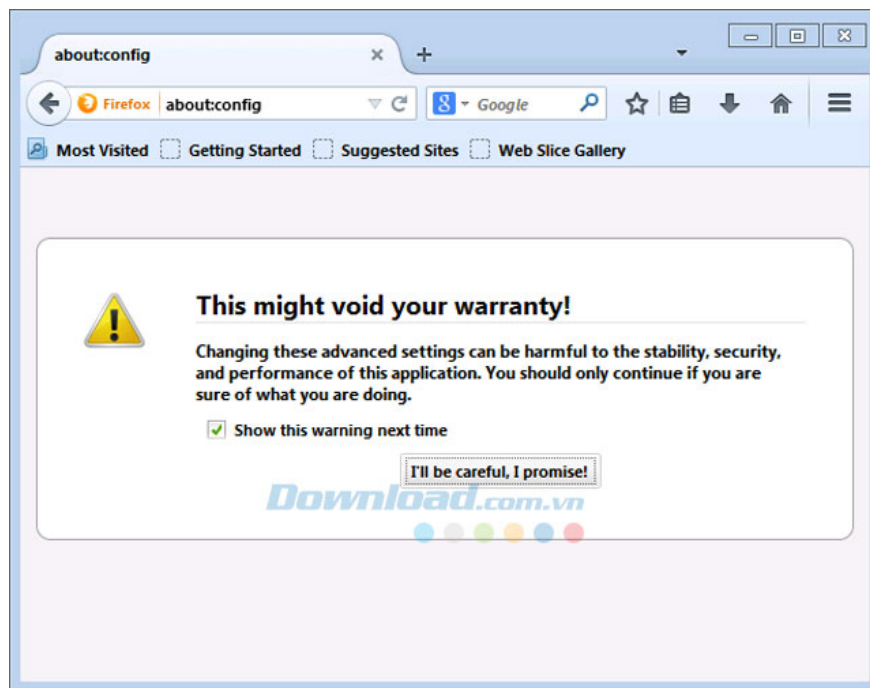 about:config
Firefox about:config Google
Most Visited Getting Started Suggested Sites Web Slice Gallery
This might void your warranty!
Changing these advanced settings can be harmful to the stability, security,
and performance of this application. You should only continue if you are
sure of what you are doing.
Show this warning next time
I'll be careful, I promise!
Download.com.vn